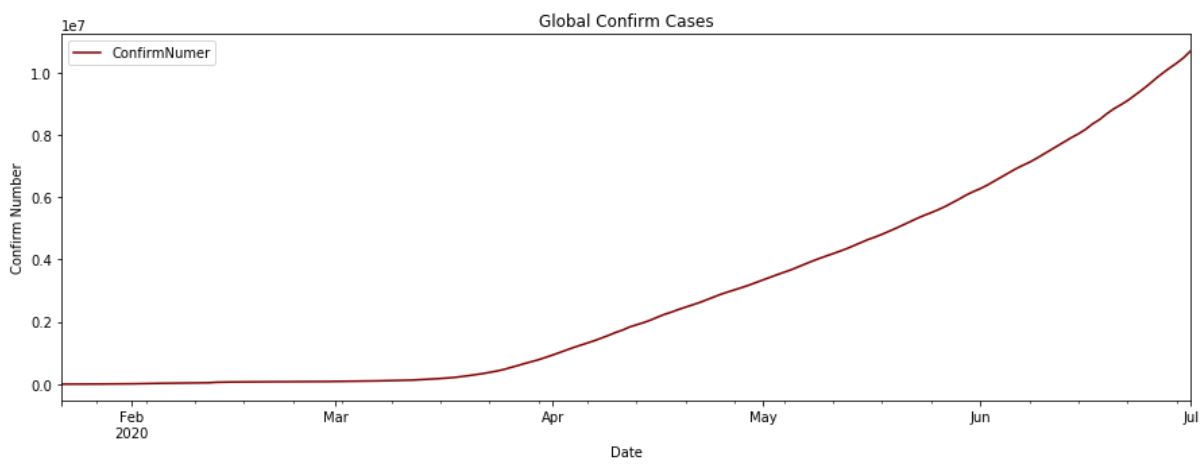 Global Confirm Cases
1e7
ConfirmNumer
1.0
0.8
0.6
0.4
0.2
0.0
Confirm Number
Feb Mar Apr May Jun Jul
2020
Date